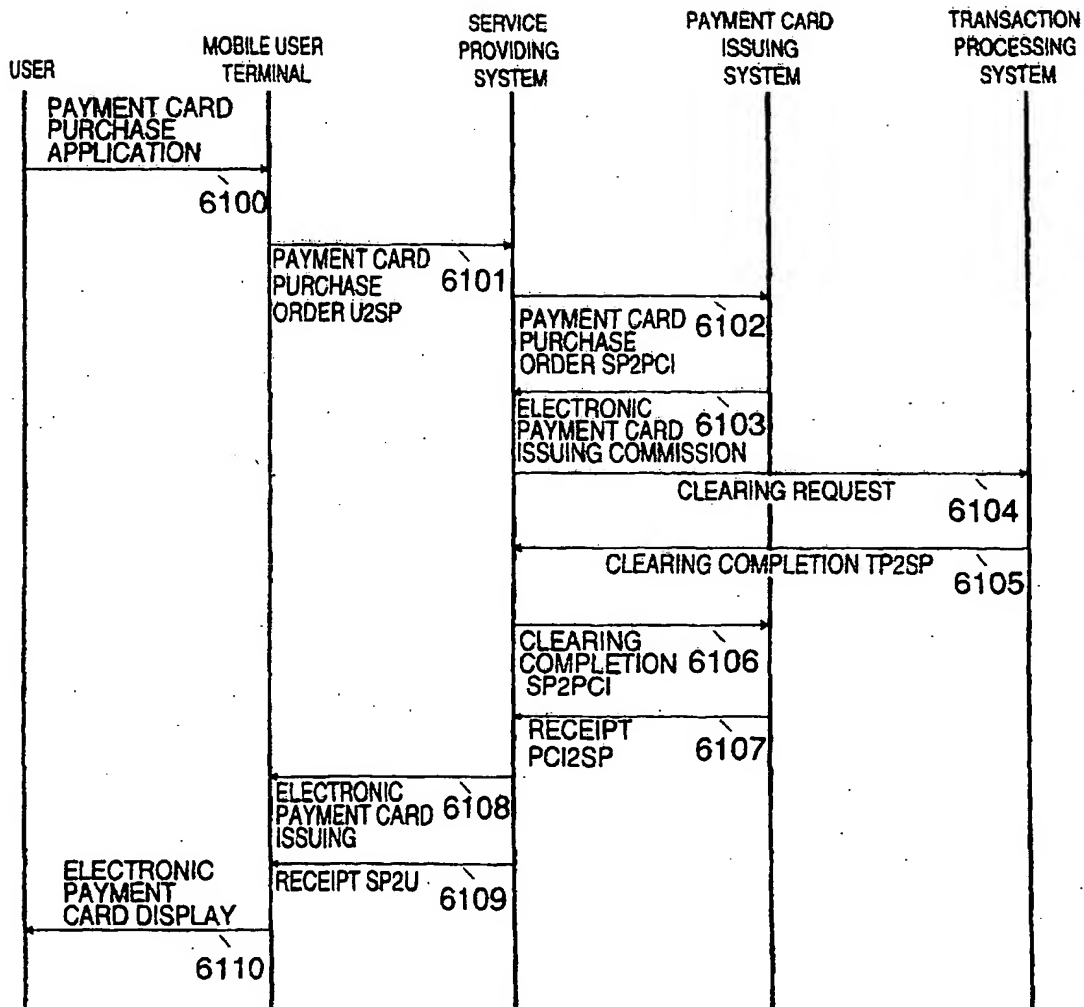 USER
MOBILE USER
TERMINAL
SERVICE
PROVIDING
SYSTEM
PAYMENT CARD
ISSUING
SYSTEM
TRANSACTION
PROCESSING
SYSTEM
PAYMENT CARD
PURCHASE
APPLICATION
6100
PAYMENT CARD
PURCHASE
ORDER U2SP
6101
PAYMENT CARD
PURCHASE
ORDER SP2PCI
6102
ELECTRONIC
PAYMENT CARD
ISSUING COMMISSION
6103
CLEARING REQUEST
6104
CLEARING COMPLETION TP2SP
6105
CLEARING
COMPLETION
SP2PCI
6106
RECEIPT
PCI2SP
6107
ELECTRONIC
PAYMENT CARD
ISSUING
6108
RECEIPT SP2U
6109
ELECTRONIC
PAYMENT
CARD DISPLAY
6110